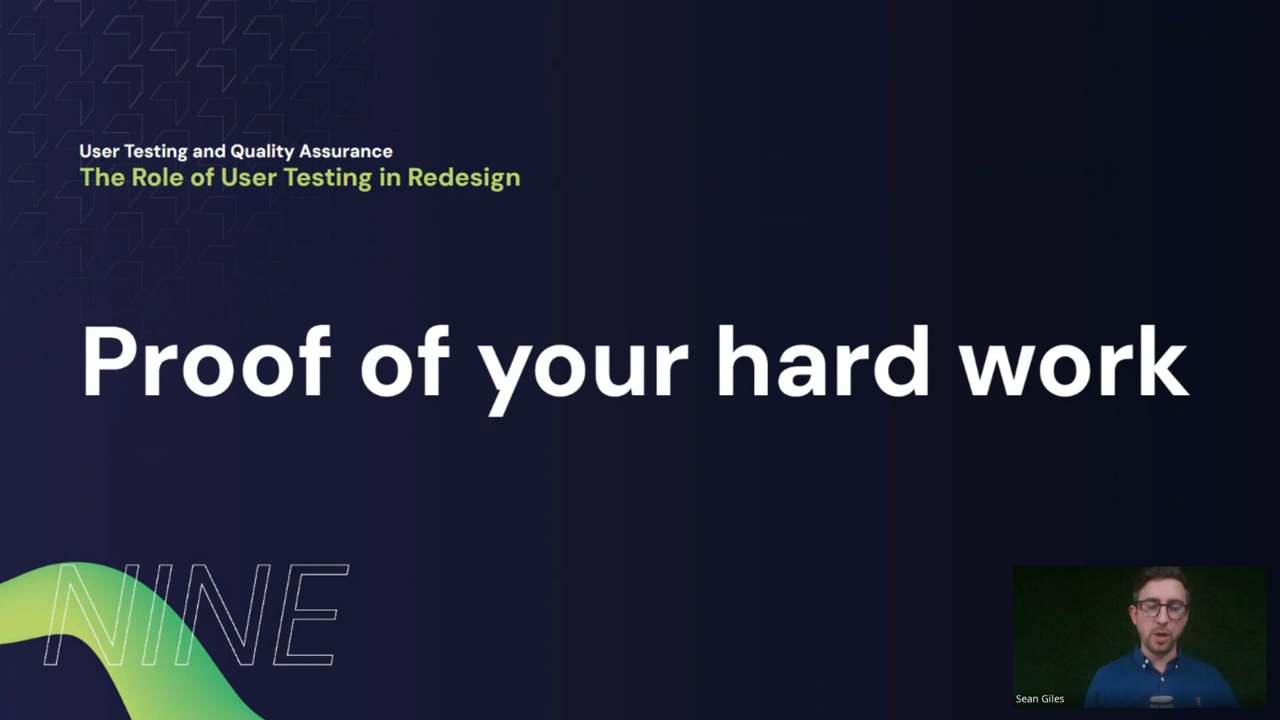 User Testing and Quality Assurance
The Role of User Testing in Redesign
Proof of your hard work
NINE
Sean Giles